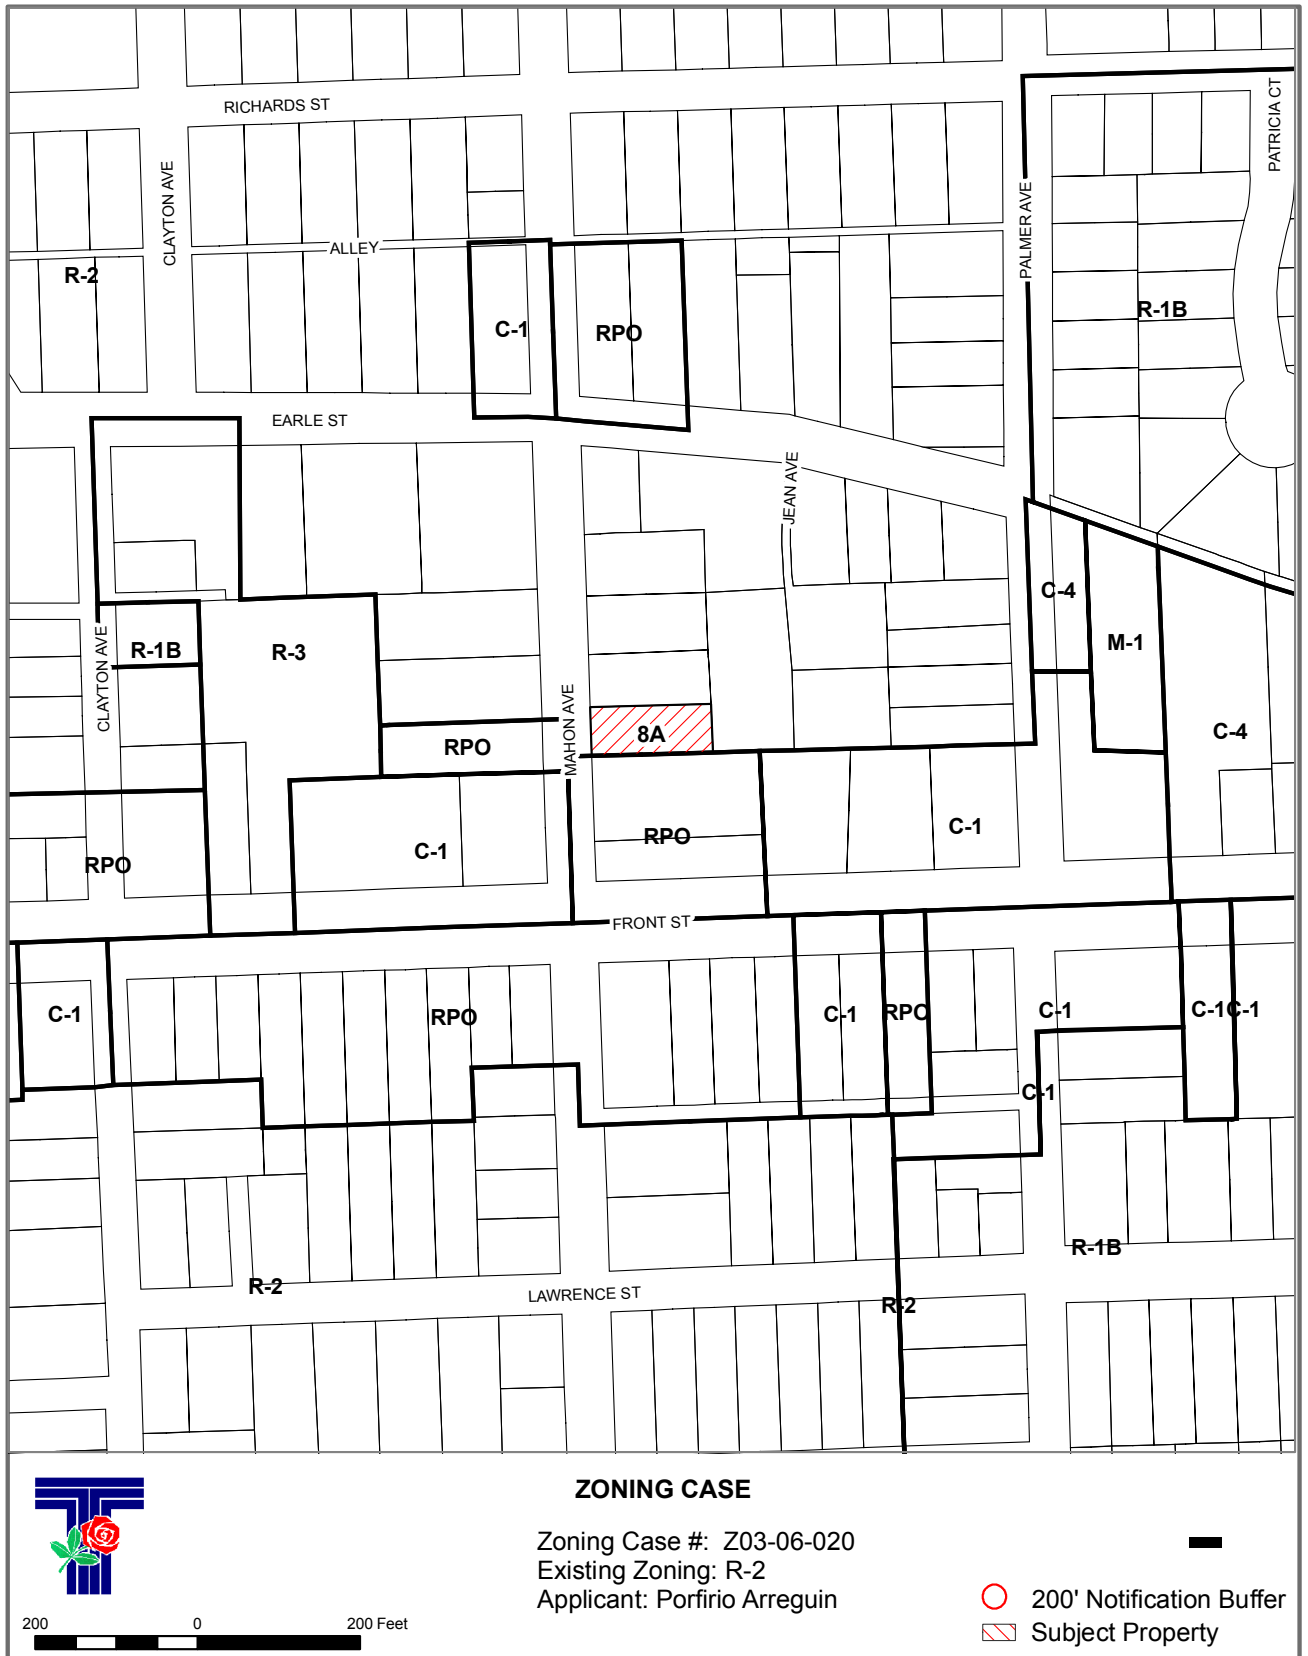 RICHARDS ST
PATRICIA CT
CLAYTON AVE
PALMER AVE
ALLEY
R-2
C-1
RPO
R-1B
EARLE ST
JEAN AVE
C-4
M-1
CLAYTON AVE
R-1B
R-3
MAHON AVE
8A
RPO
C-4
RPO
C-1
C-1
RPO
FRONT ST
C-1
RPO
C-1
RPO
C-1
C-1
C-1
C-1
R-1B
R-2
LAWRENCE ST
R-2
ZONING CASE
Zoning Case #: Z03-06-020
Existing Zoning: R-2
Applicant: Porfirio Arreguin
200' Notification Buffer
Subject Property
200 0 200 Feet